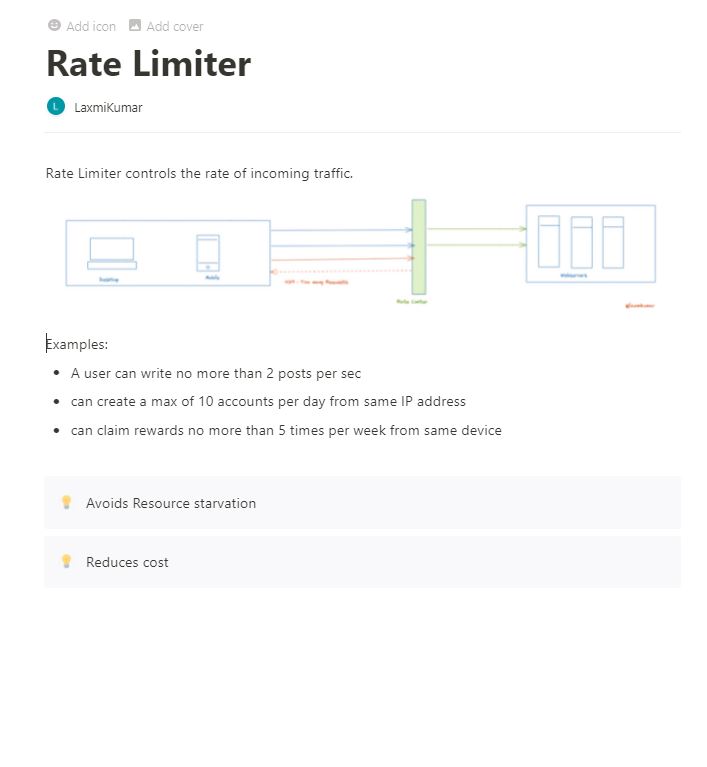 Add icon Add cover
Rate Limiter
L LaxmiKumar
Rate Limiter controls the rate of incoming traffic.
Desktop
Mobile
429 - Too many Requests
Rate Limiter
Webservers
Examples:
A user can write no more than 2 posts per sec
can create a max of 10 accounts per day from same IP address
can claim rewards no more than 5 times per week from same device
Avoids Resource starvation
Reduces cost